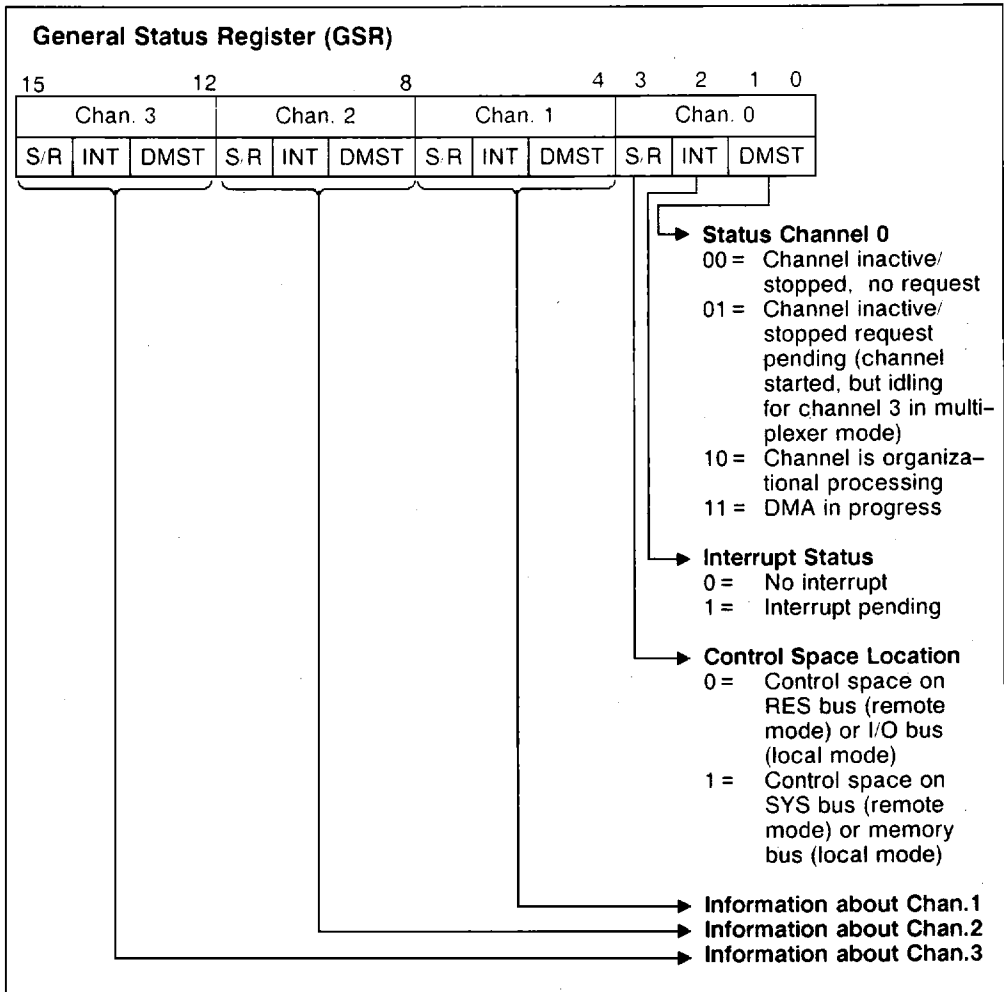 General Status Register (GSR)
15 12 8 4 3 2 1 0
Chan. 3 Chan. 2 Chan. 1 Chan. 0
S/R INT DMST S/R INT DMST S/R INT DMST S/R INT DMST
Status Channel 0
00 = Channel inactive/
stopped, no request
01 = Channel inactive/
stopped request
pending (channel
started, but idling
for channel 3 in multi-
plexer mode)
10 = Channel is organiza-
tional processing
11 = DMA in progress
Interrupt Status
0 = No interrupt
1 = Interrupt pending
Control Space Location
0 = Control space on
RES bus (remote
mode) or I/O bus
(local mode)
1 = Control space on
SYS bus (remote
mode) or memory
bus (local mode)
Information about Chan.1
Information about Chan.2
Information about Chan.3